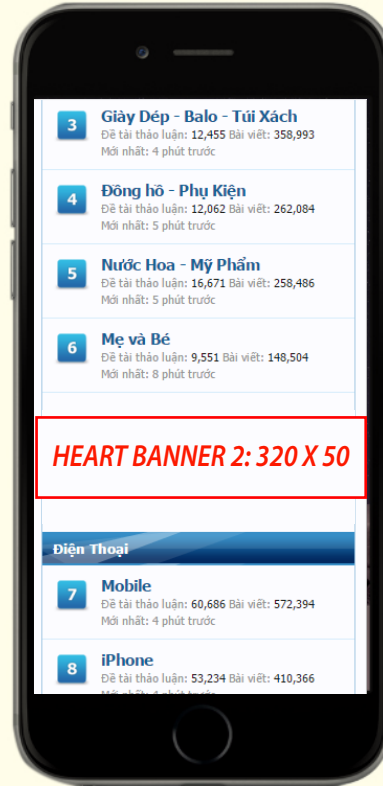 3
Giày Dép - Balo - Túi Xách
Đề tài thảo luận: 12,455 Bài viết: 358,993
Mới nhất: 4 phút trước
4
Đồng hồ - Phụ Kiện
Đề tài thảo luận: 12,062 Bài viết: 262,084
Mới nhất: 5 phút trước
5
Nước Hoa - Mỹ Phẩm
Đề tài thảo luận: 16,671 Bài viết: 258,486
Mới nhất: 5 phút trước
6
Mẹ và Bé
Đề tài thảo luận: 9,551 Bài viết: 148,504
Mới nhất: 8 phút trước
HEART BANNER 2: 320 X 50
Điện Thoại
7
Mobile
Đề tài thảo luận: 60,686 Bài viết: 572,394
Mới nhất: 4 phút trước
8
iPhone
Đề tài thảo luận: 53,234 Bài viết: 410,366
Mới nhất: 4 phút trước